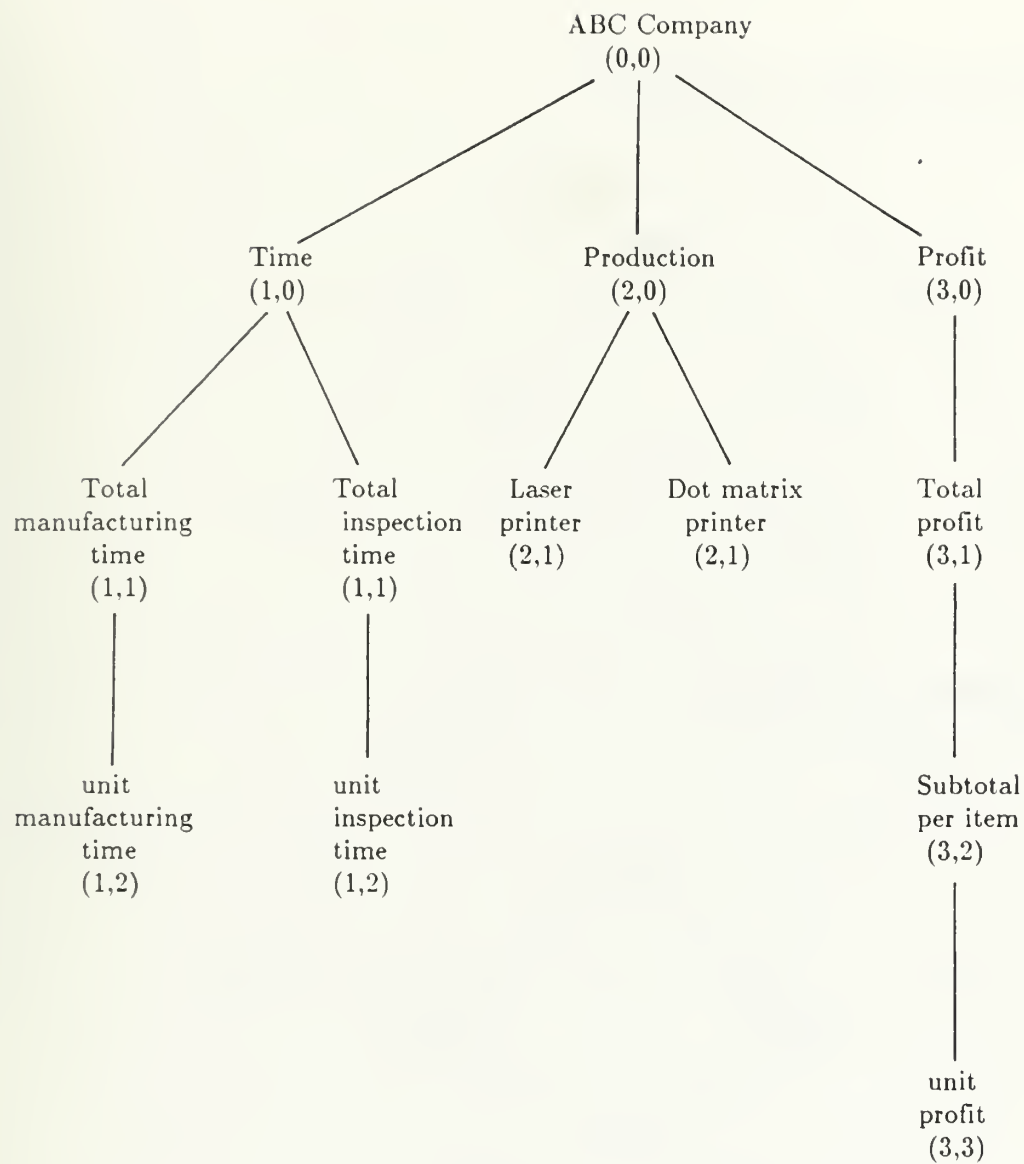 ABC Company
(0,0)
Time
(1,0)
Production
(2,0)
Profit
(3,0)
Total
manufacturing
time
(1,1)
Total
inspection
time
(1,1)
Laser
printer
(2,1)
Dot matrix
printer
(2,1)
Total
profit
(3,1)
unit
manufacturing
time
(1,2)
unit
inspection
time
(1,2)
Subtotal
per item
(3,2)
unit
profit
(3,3)